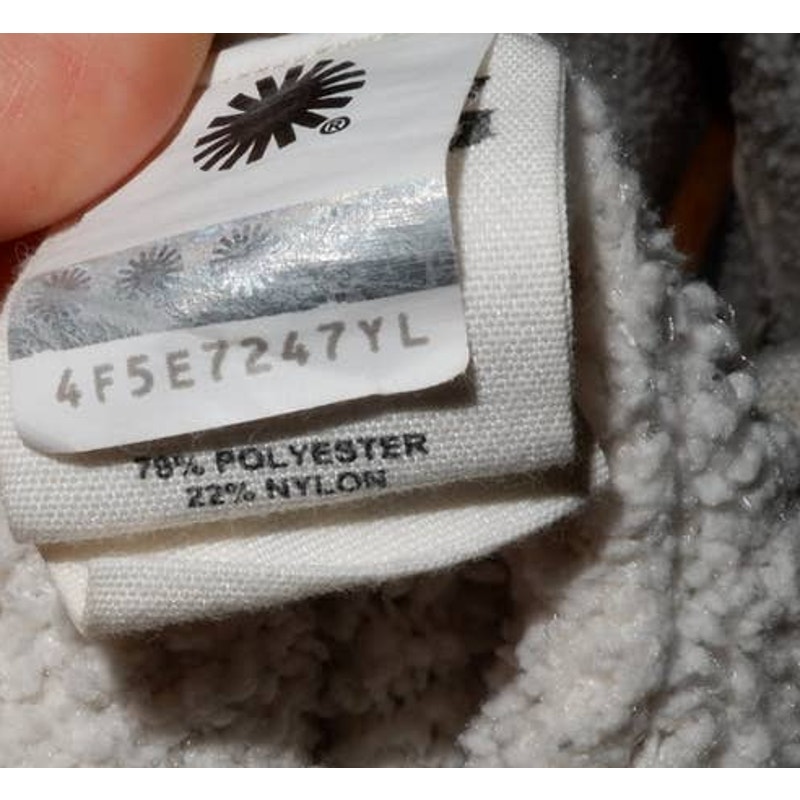 ®
4F5E7247YL
78% POLYESTER
22% NYLON